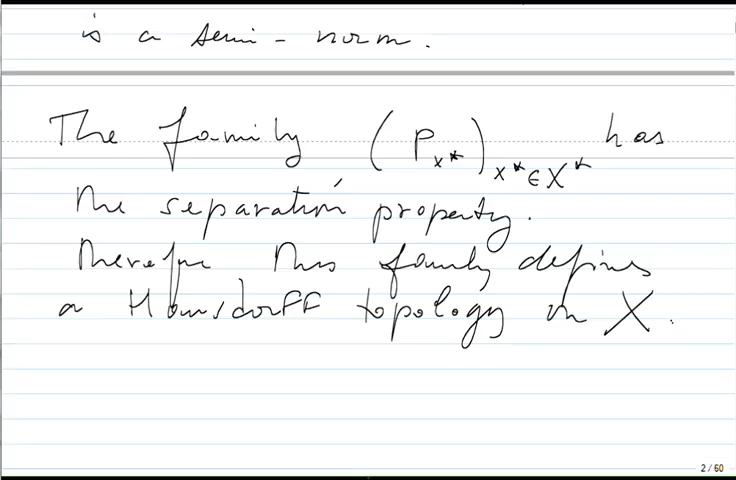 is a semi-norm.
The family (P_{x*})_{x*∈X*} has
the separation property.
Therefore this family defines
a Hausdorff topology on X.
2 / 60